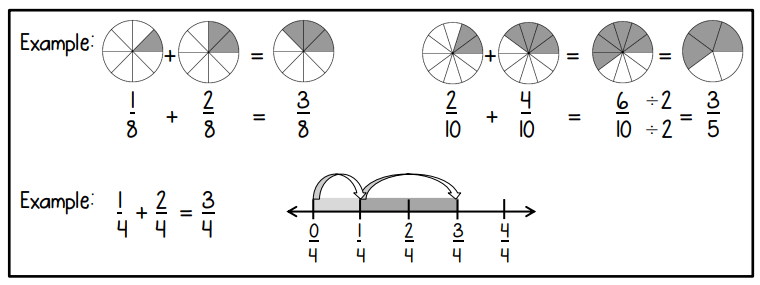 Example: + =
1/8 + 2/8 = 3/8
+ = =
2/10 + 4/10 = 6/10 ÷2/÷2 = 3/5
Example: 1/4 + 2/4 = 3/4
0/4 1/4 2/4 3/4 4/4